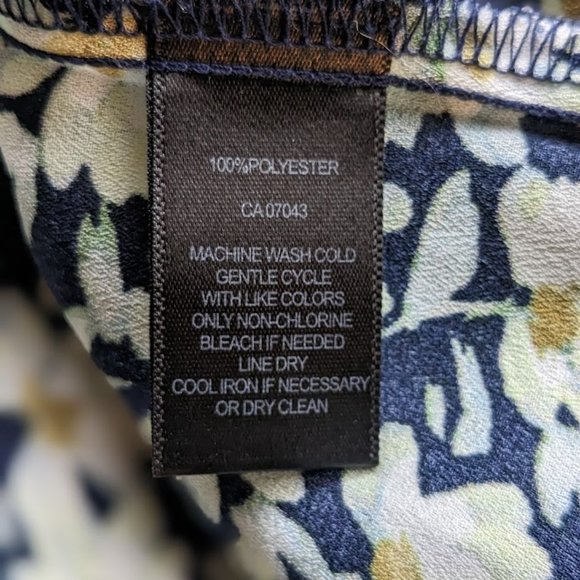 100%POLYESTER
CA 07043
MACHINE WASH COLD
GENTLE CYCLE
WITH LIKE COLORS
ONLY NON-CHLORINE
BLEACH IF NEEDED
LINE DRY
COOL IRON IF NECESSARY
OR DRY CLEAN